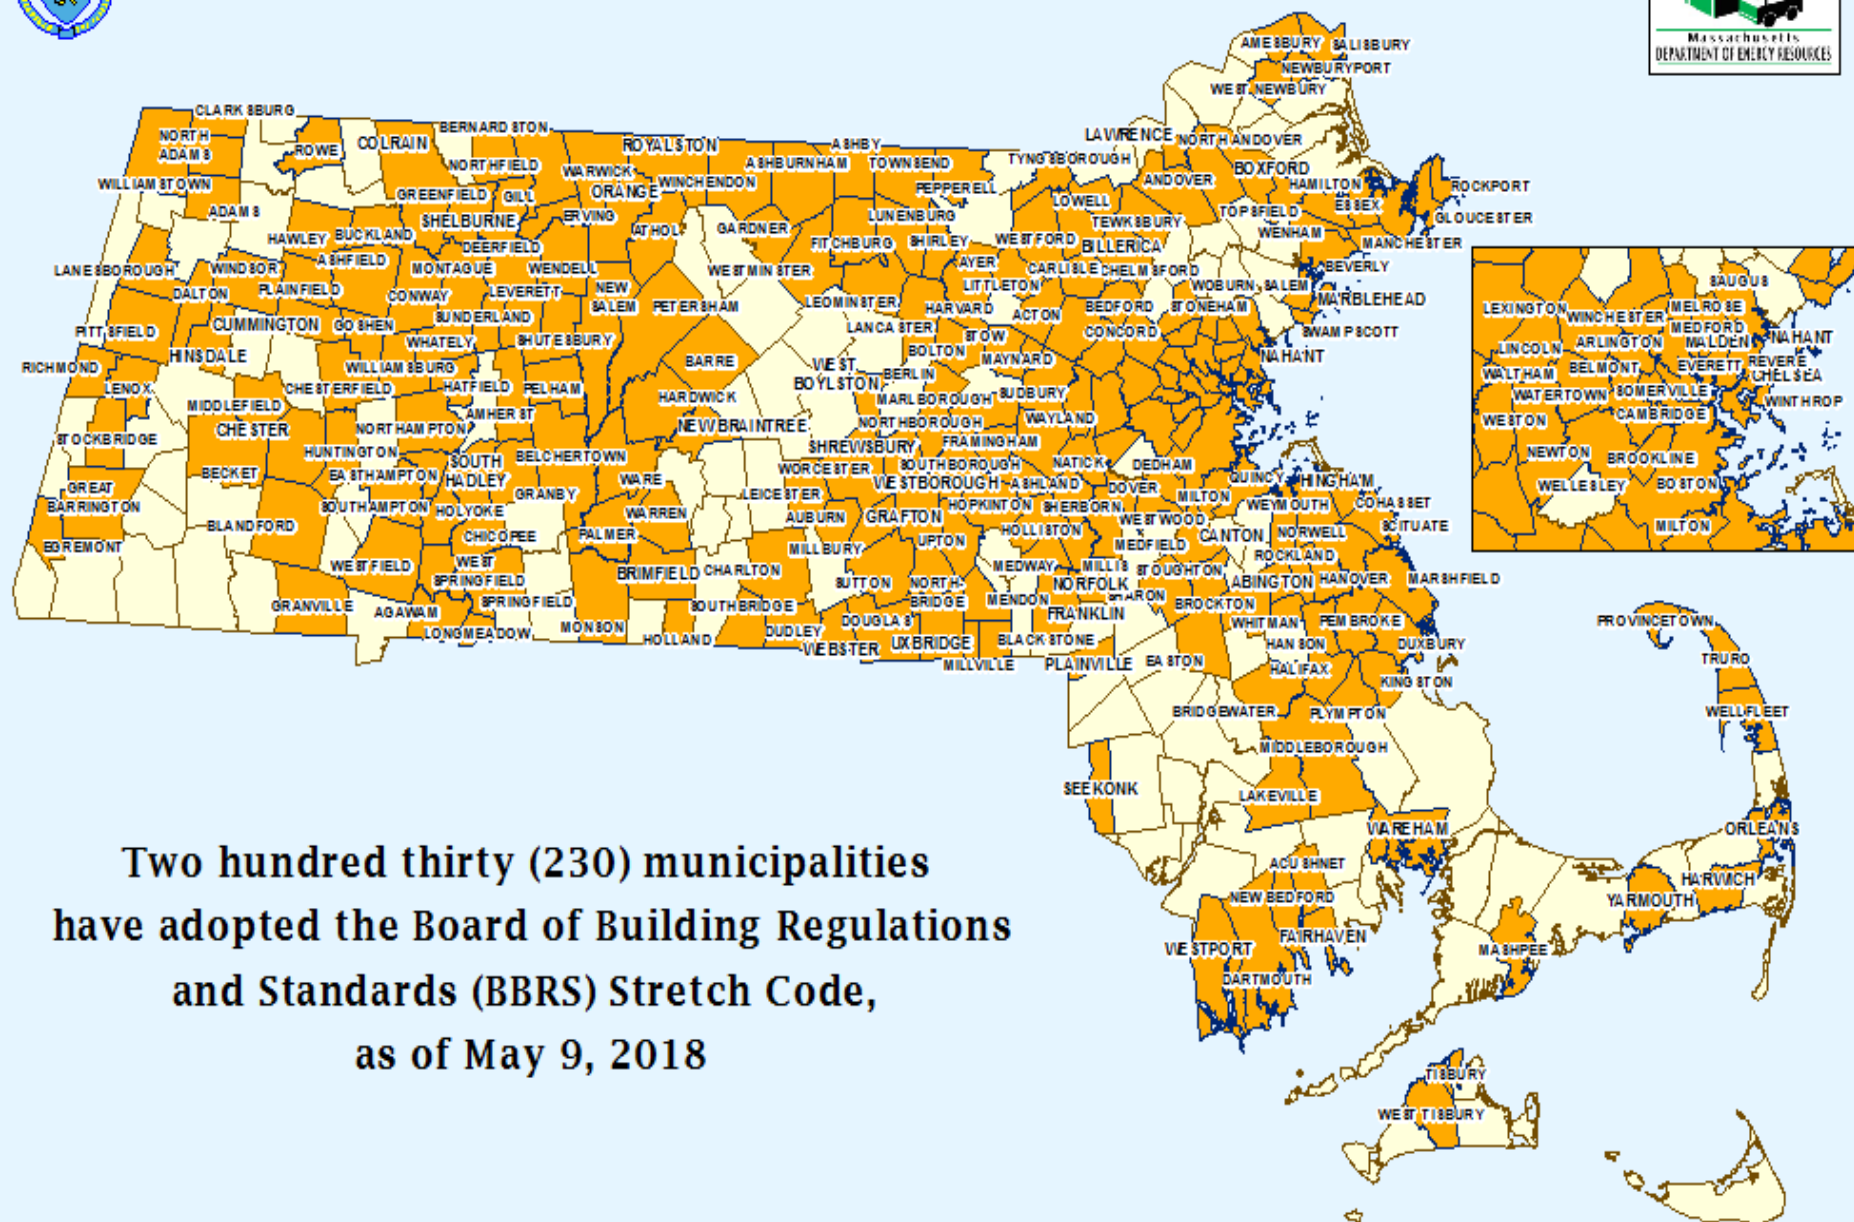 Massachusetts
DEPARTMENT OF ENERGY RESOURCES
AMESBURY
SALISBURY
NEWBURYPORT
WEST NEWBURY
CLARKSBURG
NORTH
ADAMS
ROWE
COLRAIN
BERNARDSTON
NORTHFIELD
WARWICK
ROYALSTON
ASHBURNHAM
ASHBY
TOWNSEND
PEPPERELL
TYNGSBOROUGH
LAWRENCE
NORTH ANDOVER
WILLIAMSTOWN
GREENFIELD
GILL
ORANGE
WINCHENDON
ANDOVER
BOXFORD
HAMILTON
ROCKPORT
ADAMS
SHELBURNE
ERVING
ATHOL
GARDNER
LUNENBURG
LOWELL
TEWKSBURY
TOPSFIELD
ESSEX
GLOUCESTER
HAWLEY
BUCKLAND
DEERFIELD
FITCHBURG
SHIRLEY
WESTFORD
BILLERICA
WENHAM
MANCHESTER
LANESBOROUGH
WINDSOR
ASHFIELD
MONTAGUE
WENDELL
WESTMINSTER
AYER
CARLISLE
CHELMSFORD
BEVERLY
DALTON
PLAINFIELD
CONWAY
LEVERETT
NEW
SALEM
PETERSHAM
LEOMINSTER
HARVARD
LITTLETON
ACTON
BEDFORD
WOBURN
STONEHAM
SALEM
MARBLEHEAD
PITTSFIELD
CUMMINGTON
GOSHEN
SUNDERLAND
LANCASTER
STOW
CONCORD
SWAMPSCOTT
RICHMOND
HINSDALE
WHATELY
SHUTESBURY
BARRE
WEST
BOYLSTON
BOLTON
MAYNARD
NAHANT
LENOX
WILLIAMSBURG
CHESTERFIELD
HATFIELD
PELHAM
HARDWICK
BERLIN
MARLBOROUGH
SUDBURY
MIDDLEFIELD
CHESTER
AMHERST
NORTHAMPTON
NEW BRAINTREE
NORTHBOROUGH
WAYLAND
STOCKBRIDGE
HUNTINGTON
SOUTH
HADLEY
BELCHERTOWN
SHREWSBURY
FRAMINGHAM
BECKET
EASTHAMPTON
WARE
WORCESTER
SOUTHBOROUGH
NATICK
DEDHAM
QUINCY
HINGHAM
GREAT
BARRINGTON
GRANBY
LEICESTER
WESTBOROUGH
ASHLAND
DOVER
MILTON
WEYMOUTH
COHASSET
BLANDFORD
SOUTHAMPTON
HOLYOKE
WARREN
AUBURN
GRAFTON
HOPKINTON
SHERBORN
WESTWOOD
SCITUATE
EGREMONT
CHICOPEE
PALMER
MILLBURY
UPTON
HOLLISTON
MEDFIELD
CANTON
NORWELL
WESTFIELD
WEST
SPRINGFIELD
BRIMFIELD
CHARLTON
SUTTON
NORTH-
BRIDGE
MEDWAY
MILLIS
STOUGHTON
ROCKLAND
ABINGTON
HANOVER
MARSHFIELD
GRANVILLE
AGAWAM
SPRINGFIELD
SOUTHBRIDGE
MENDON
NORFOLK
SHARON
BROCKTON
LONGMEADOW
MONSON
HOLLAND
DUDLEY
WEBSTER
DOUGLAS
UXBRIDGE
FRANKLIN
BLACKSTONE
WHITMAN
PEMBROKE
MILLVILLE
PLAINVILLE
EASTON
HANSON
HALIFAX
DUXBURY
KINGSTON
BRIDGEWATER
PLYMPTON
MIDDLEBOROUGH
SEEKONK
LAKEVILLE
WAREHAM
ACUSHNET
NEW BEDFORD
FAIRHAVEN
WESTPORT
DARTMOUTH
PROVINCETOWN
TRURO
WELLFLEET
ORLEANS
HARWICH
YARMOUTH
MASHPEE
TISBURY
WEST TISBURY
SAUGUS
LEXINGTON
WINCHESTER
MELROSE
MEDFORD
MALDEN
NAHANT
LINCOLN
ARLINGTON
WALTHAM
BELMONT
EVERETT
REVERE
CHELSEA
WATERTOWN
SOMERVILLE
WINTHROP
WESTON
CAMBRIDGE
NEWTON
BROOKLINE
WELLESLEY
BOSTON
MILTON
Two hundred thirty (230) municipalities
have adopted the Board of Building Regulations
and Standards (BBRS) Stretch Code,
as of May 9, 2018